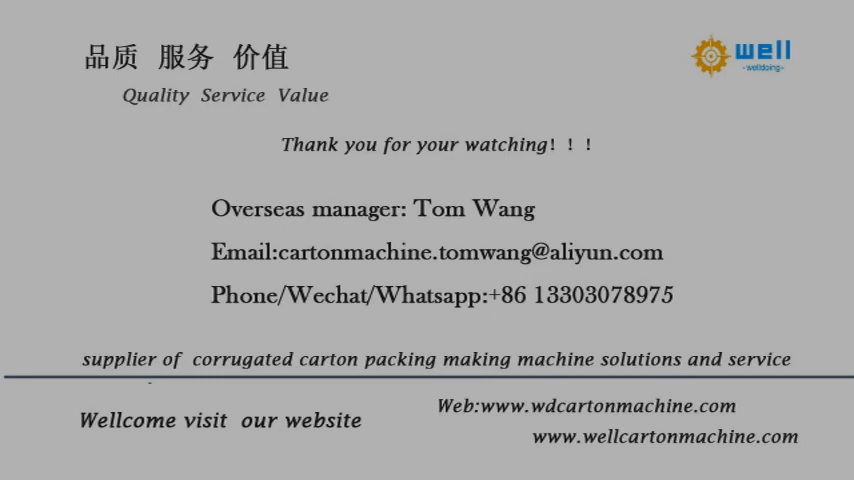 品质 服务 价值
well
-welldoing-
Quality Service Value
Thank you for your watching！！！
Overseas manager: Tom Wang
Email:cartonmachine.tomwang@aliyun.com
Phone/Wechat/Whatsapp:+86 13303078975
supplier of corrugated carton packing making machine solutions and service
Wellcome visit our website
Web:www.wdcartonmachine.com
www.wellcartonmachine.com